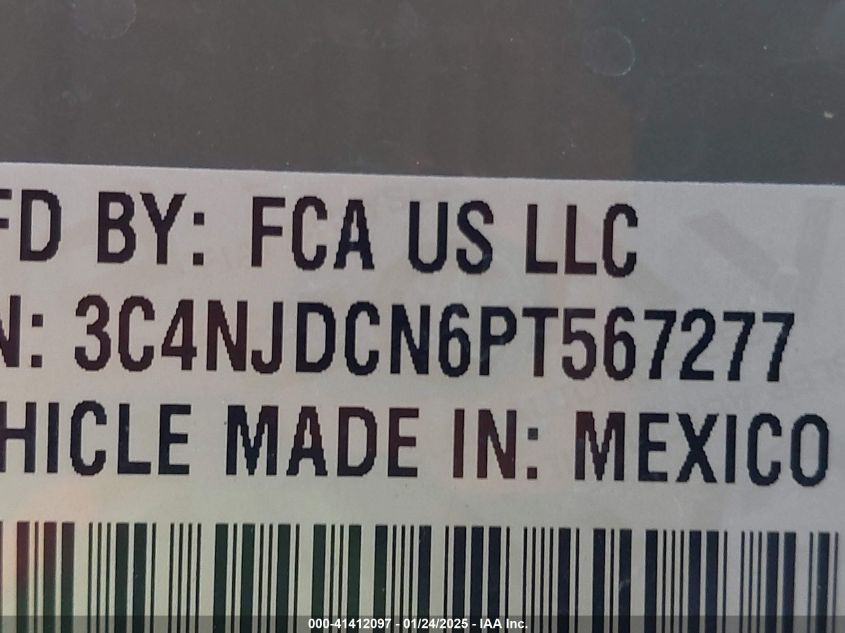 FD BY: FCA US LLC
N: 3C4NJDCN6PT567277
HICLE MADE IN: MEXICO
000-41412097 - 01/24/2025 - IAA Inc.